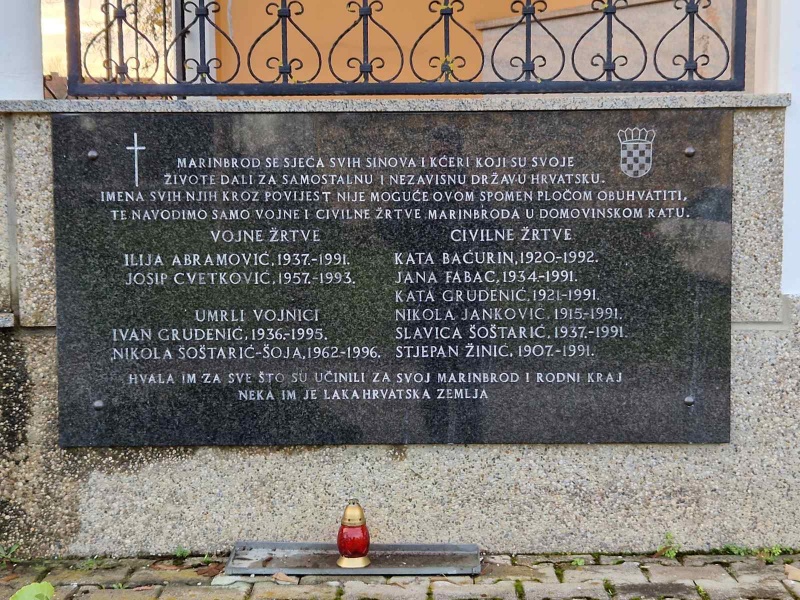 MARINBROD SE SJEĆA SVIH SINOVA I KĆERI KOJI SU SVOJE
ŽIVOTE DALI ZA SAMOSTALNU I NEZAVISNU DRŽAVU HRVATSKU.
IMENA SVIH NJIH KROZ POVIJEST NIJE MOGUĆE OVOM SPOMEN PLOČOM OBUHVATITI,
TE NAVODIMO SAMO VOJNE I CIVILNE ŽRTVE MARINBRODA U DOMOVINSKOM RATU.
VOJNE ŽRTVE
ILIJA ABRAMOVIĆ, 1937.-1991.
JOSIP CVETKOVIĆ, 1957.-1993.
UMRLI VOJNICI
IVAN GRUDENIĆ, 1936.-1995.
NIKOLA ŠOŠTARIĆ-ŠOJA, 1962-1996.
CIVILNE ŽRTVE
KATA BAĆURIN, 1920-1992.
JANA FABAC, 1934-1991.
KATA GRUDENIĆ, 1921-1991.
NIKOLA JANKOVIĆ, 1915-1991.
SLAVICA ŠOŠTARIĆ, 1937.-1991.
STJEPAN ŽINIĆ, 1907-1991.
HVALA IM ZA SVE ŠTO SU UČINILI ZA SVOJ MARINBROD I RODNI KRAJ
NEKA IM JE LAKA HRVATSKA ZEMLJA